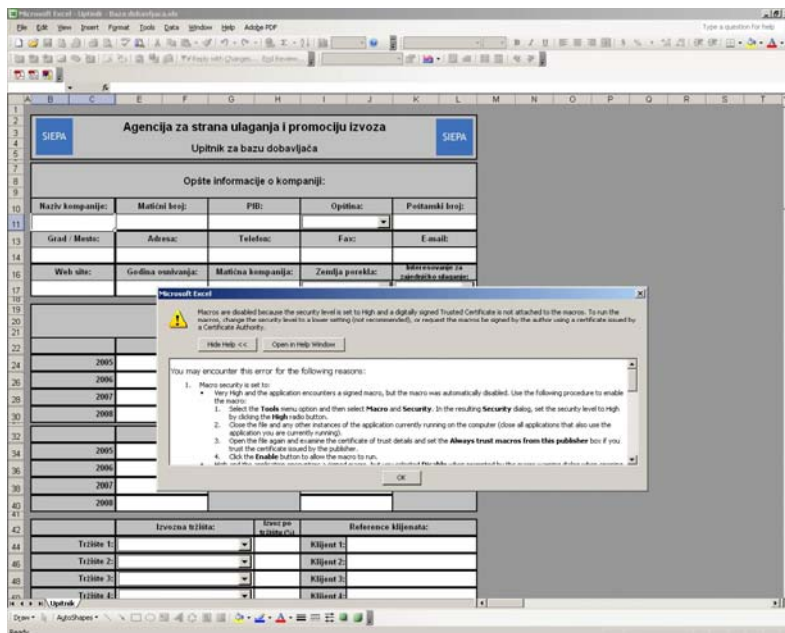 Microsoft Excel - Upitnik - Baza dobavljaca.xls
File Edit View Insert Format Tools Data Window Help Adobe PDF
Type a question for help
A B C E F G H I J K L M N O P Q R S T
SIEPA
Agencija za strana ulaganja i promociju izvoza
Upitnik za bazu dobavljača
SIEPA
Opšte informacije o kompaniji:
Naziv kompanije: Matični broj: PIB: Opština: Poštanski broj:
Grad / Mesto: Adresa: Telefon: Fax: E-mail:
Web site: Godina osnivanja: Matična kompanija: Zemlja porekla: Interesovanje za zajedničko ulaganje:
Microsoft Excel
Macros are disabled because the security level is set to High and a digitally signed Trusted Certificate is not attached to the macros. To run the
macros, change the security level to a lower setting (not recommended), or request the macros be signed by the author using a certificate issued by
a Certificate Authority.
Hide Help << Open in Help Window
You may encounter this error for the following reasons:
1. Macro security is set to:
• Very High and the application encounters a signed macro, but the macro was automatically disabled. Use the following procedure to enable
the macro:
1. Select the Tools menu option and then select Macro and Security. In the resulting Security dialog, set the security level to High
by clicking the High radio button.
2. Close the file and any other instances of the application currently running on the computer (close all applications that also use the
application you are currently running).
3. Open the file again and examine the certificate of trust details and set the Always trust macros from this publisher box if you
trust the certificate issued by the publisher.
4. Click the Enable button to allow the macro to run.
OK
2005
2006
2007
2008
2005
2006
2007
2008
Izvozna tržišta: Izvoz po tržištu (%) Reference klijenata:
Tržište 1: Klijent 1:
Tržište 2: Klijent 2:
Tržište 3: Klijent 3:
Tržište 4: Klijent 4:
Upitnik
Draw AutoShapes
Ready